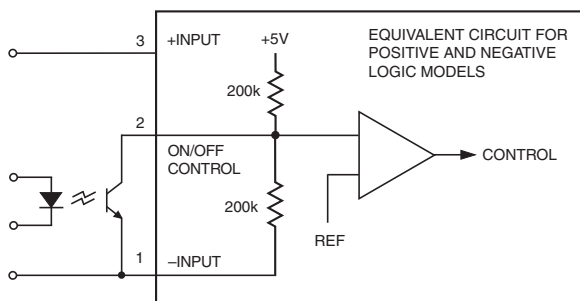 EQUIVALENT CIRCUIT FOR
POSITIVE AND NEGATIVE
LOGIC MODELS
3
+INPUT
+5V
200k
2
ON/OFF
CONTROL
CONTROL
200k
REF
1
–INPUT